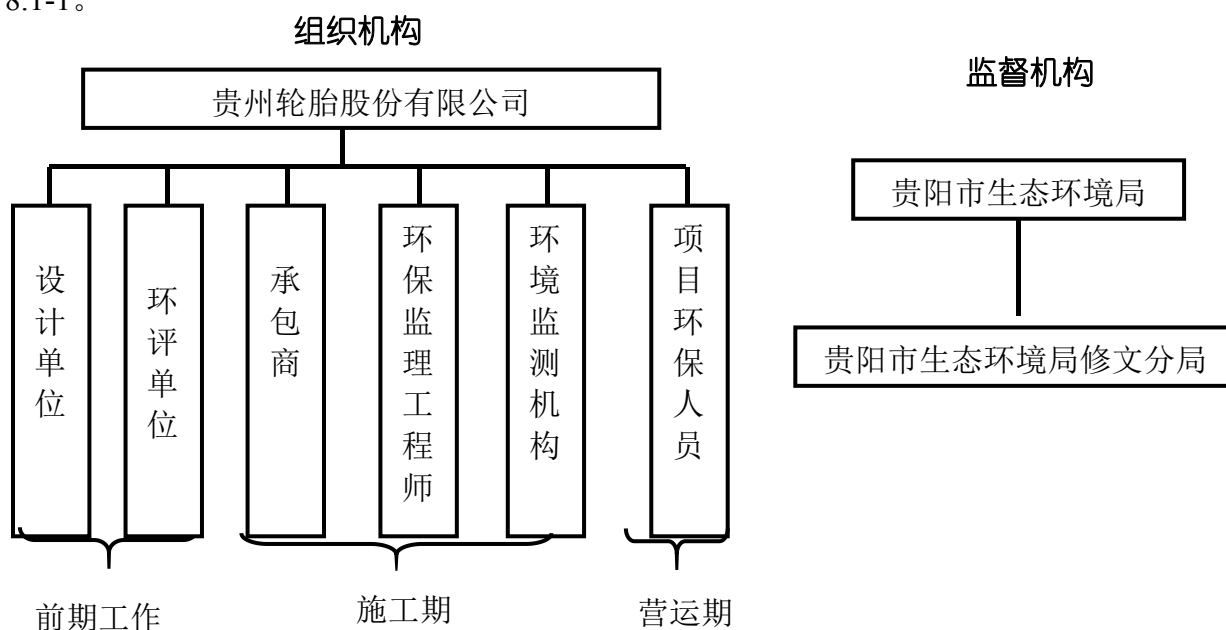 8.1-1。
组织机构
监督机构
贵州轮胎股份有限公司
贵阳市生态环境局
设计单位
环评单位
承包商
环保监理工程师
环境监测机构
项目环保人员
贵阳市生态环境局修文分局
前期工作
施工期
营运期